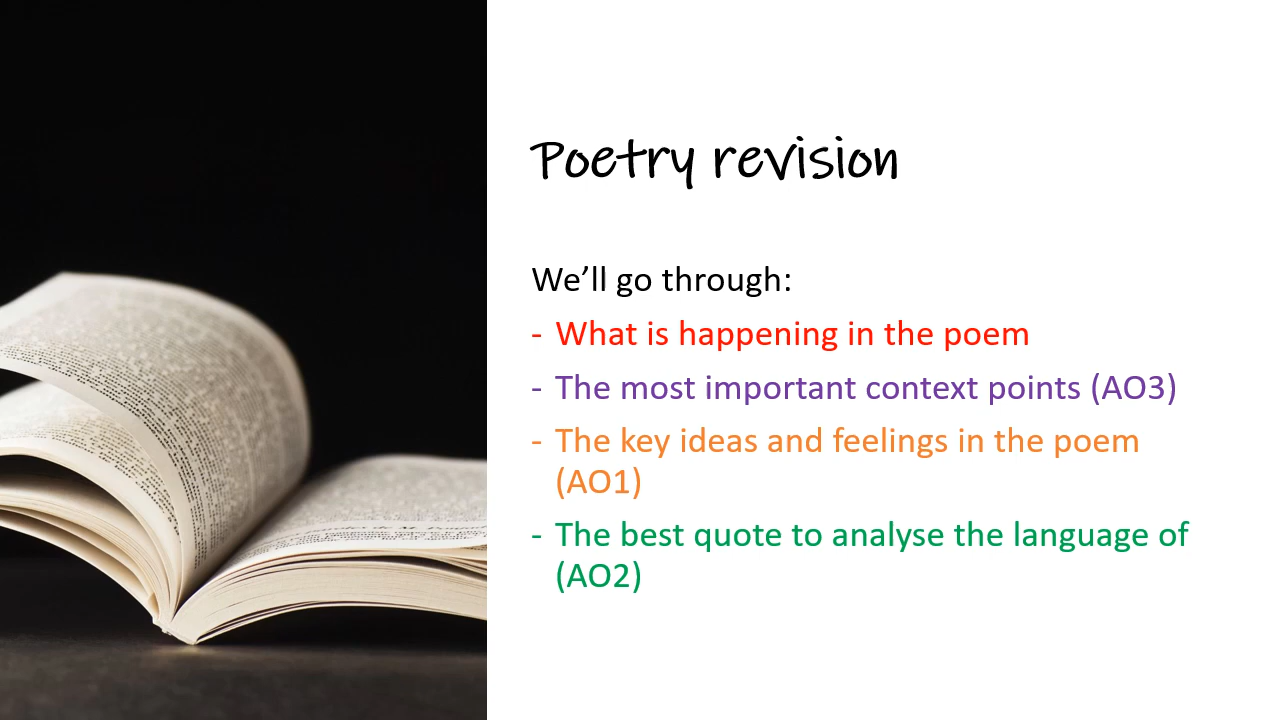 Poetry revision
We’ll go through:
- What is happening in the poem
- The most important context points (AO3)
- The key ideas and feelings in the poem
(AO1)
- The best quote to analyse the language of
(AO2)